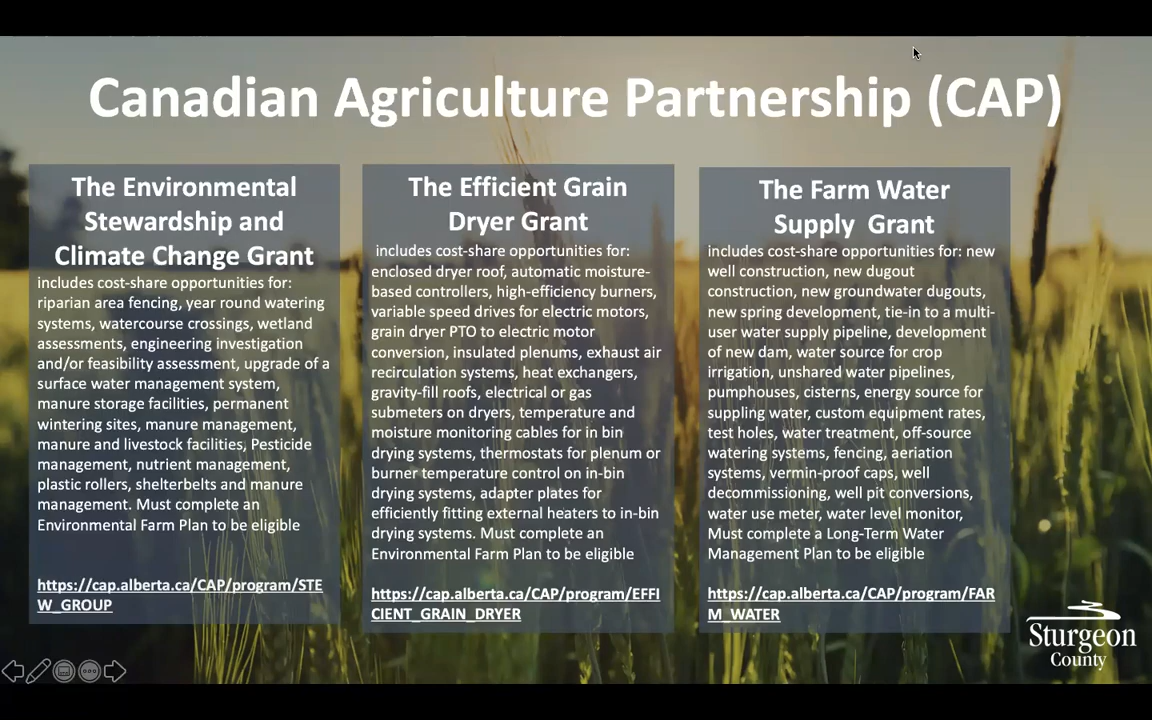 Canadian Agriculture Partnership (CAP)
The Environmental
Stewardship and
Climate Change Grant
includes cost-share opportunities for:
riparian area fencing, year round watering
systems, watercourse crossings, wetland
assessments, engineering investigation
and/or feasibility assessment, upgrade of a
surface water management system,
manure storage facilities, permanent
wintering sites, manure management,
manure and livestock facilities, Pesticide
management, nutrient management,
plastic rollers, shelterbelts and manure
management. Must complete an
Environmental Farm Plan to be eligible
https://cap.alberta.ca/CAP/program/STE
W_GROUP
The Efficient Grain
Dryer Grant
includes cost-share opportunities for:
enclosed dryer roof, automatic moisture-
based controllers, high-efficiency burners,
variable speed drives for electric motors,
grain dryer PTO to electric motor
conversion, insulated plenums, exhaust air
recirculation systems, heat exchangers,
gravity-fill roofs, electrical or gas
submeters on dryers, temperature and
moisture monitoring cables for in bin
drying systems, thermostats for plenum or
burner temperature control on in-bin
drying systems, adapter plates for
efficiently fitting external heaters to in-bin
drying systems. Must complete an
Environmental Farm Plan to be eligible
https://cap.alberta.ca/CAP/program/EFFI
CIENT_GRAIN_DRYER
The Farm Water
Supply Grant
includes cost-share opportunities for: new
well construction, new dugout
construction, new groundwater dugouts,
new spring development, tie-in to a multi-
user water supply pipeline, development
of new dam, water source for crop
irrigation, unshared water pipelines,
pumphouses, cisterns, energy source for
suppling water, custom equipment rates,
test holes, water treatment, off-source
watering systems, fencing, aeration
systems, vermin-proof caps, well
decommissioning, well pit conversions,
water use meter, water level monitor,
Must complete a Long-Term Water
Management Plan to be eligible
https://cap.alberta.ca/CAP/program/FAR
M_WATER
Sturgeon
County